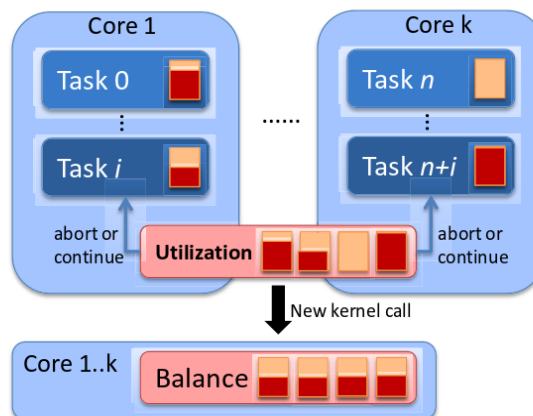 Core 1
Core k
Task 0
Task n
⋮
⋮
......
Task i
Task n+i
abort or
continue
Utilization
abort or
continue
New kernel call
Core 1..k
Balance